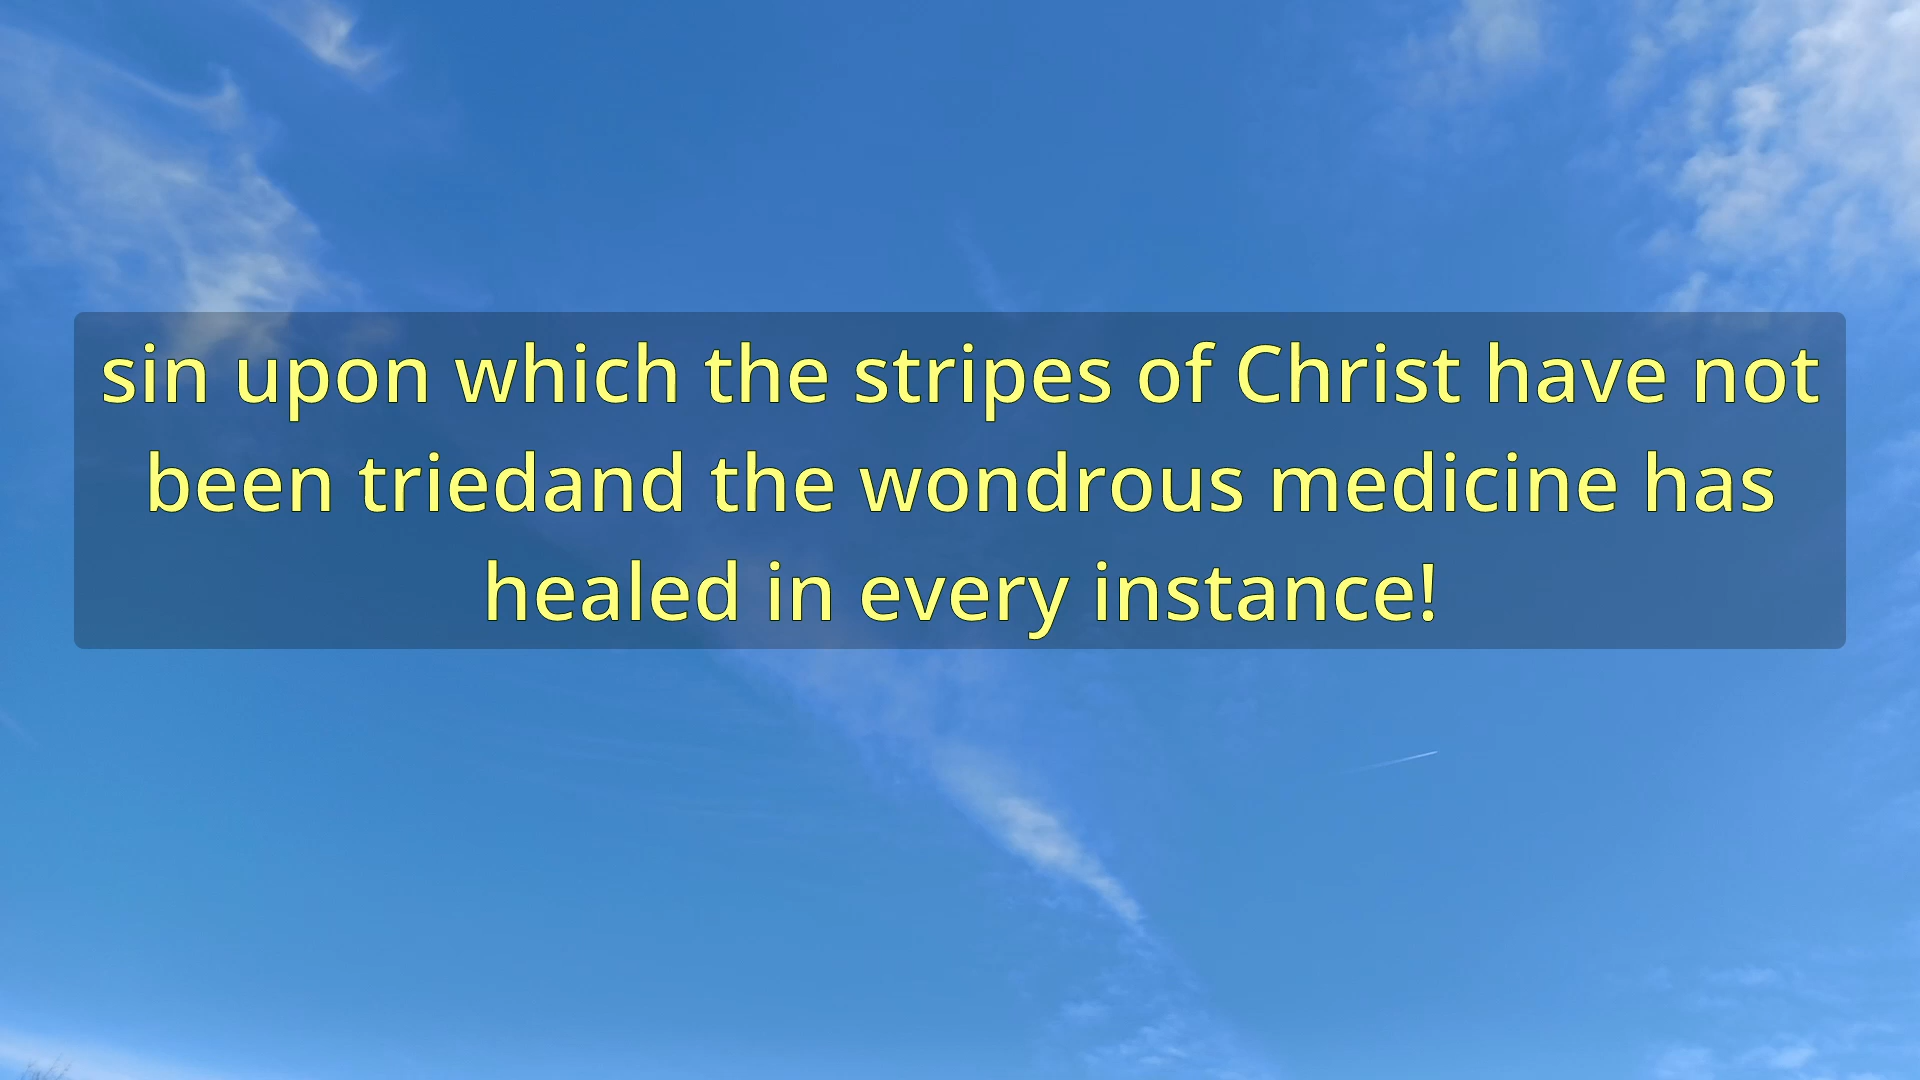 sin upon which the stripes of Christ have not
been triedand the wondrous medicine has
healed in every instance!